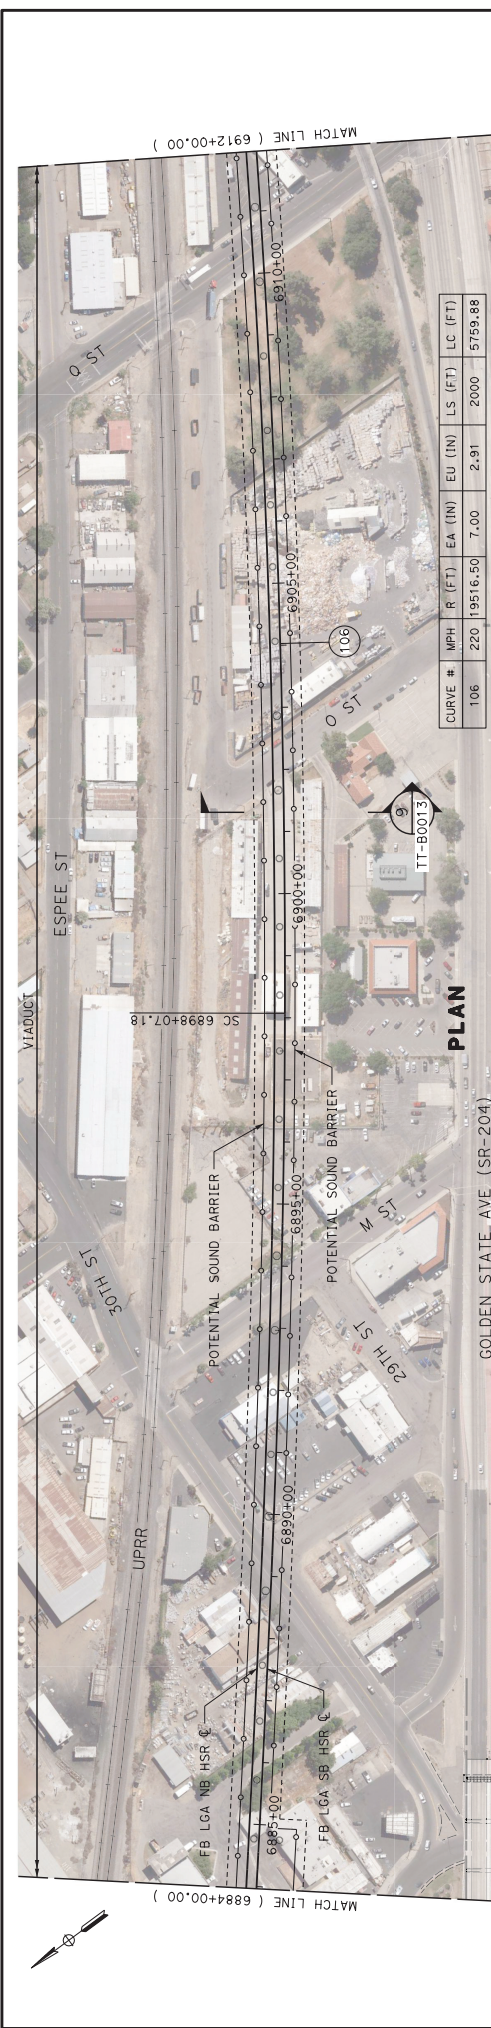 MATCH LINE ( 6912+00.00 )
Q ST
6910+00
CURVE # MPH R (FT) EA (IN) EU (IN) LS (FT) LC (FT)
106 220 19516.50 7.00 2.91 2000 5759.88
6905+00
106
O ST
9
TT-B0013
ESPEE ST
6900+00
VIADUCT
SC 6898+07.18
PLAN
POTENTIAL SOUND BARRIER
POTENTIAL SOUND BARRIER
6895+00
M ST
GOLDEN STATE AVE (SR-204)
30TH ST
29TH ST
6890+00
UPRR
FB LGA NB HSR ℄
FB LGA SB HSR ℄
6885+00
MATCH LINE ( 6884+00.00 )